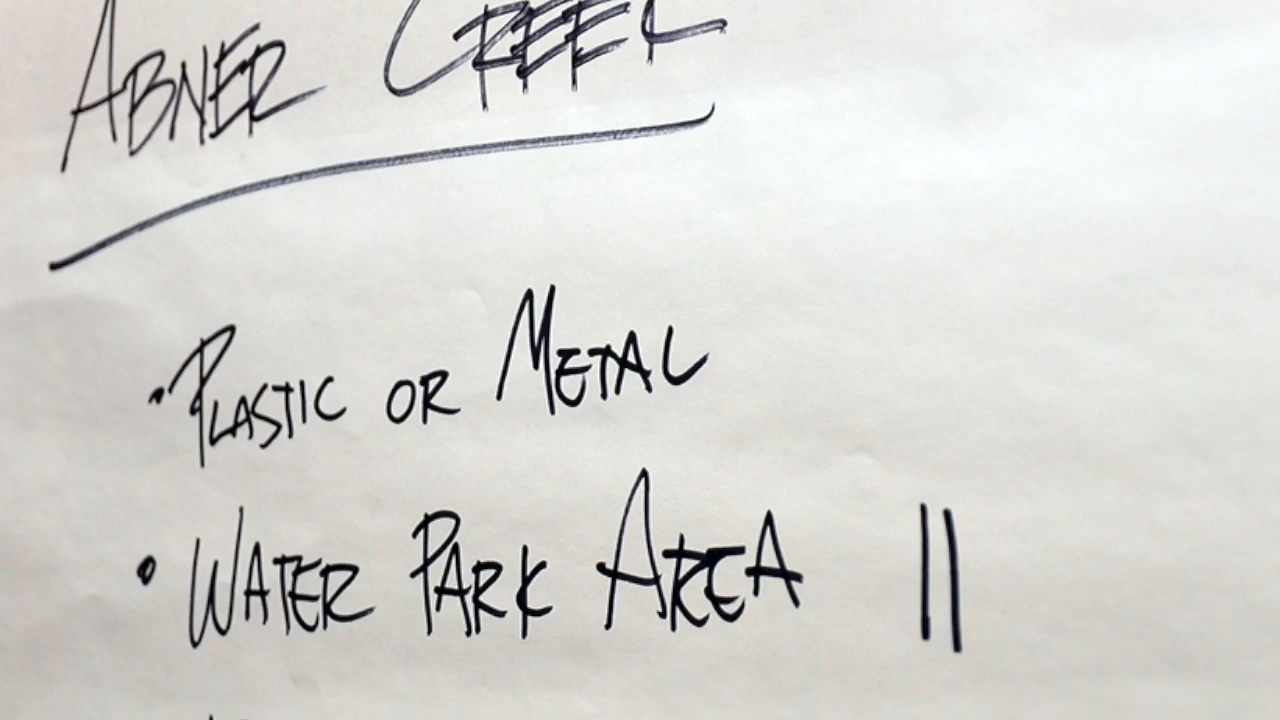 ABNER CREEK
• PLASTIC OR METAL
• WATER PARK AREA ||